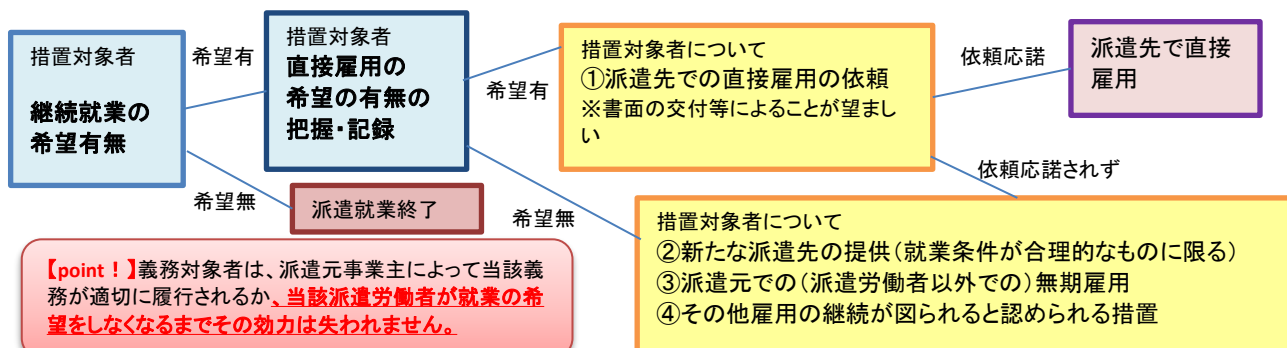 措置対象者
継続就業の
希望有無
希望有
希望無
派遣就業終了
措置対象者
直接雇用の
希望の有無の
把握・記録
希望有
希望無
措置対象者について
①派遣先での直接雇用の依頼
※書面の交付等によることが望まし
い
依頼応諾
派遣先で直接
雇用
依頼応諾されず
措置対象者について
②新たな派遣先の提供（就業条件が合理的なものに限る）
③派遣元での（派遣労働者以外での）無期雇用
④その他雇用の継続が図られると認められる措置
【point！】義務対象者は、派遣元事業主によって当該義
務が適切に履行されるか、当該派遣労働者が就業の希
望をしなくなるまでその効力は失われません。